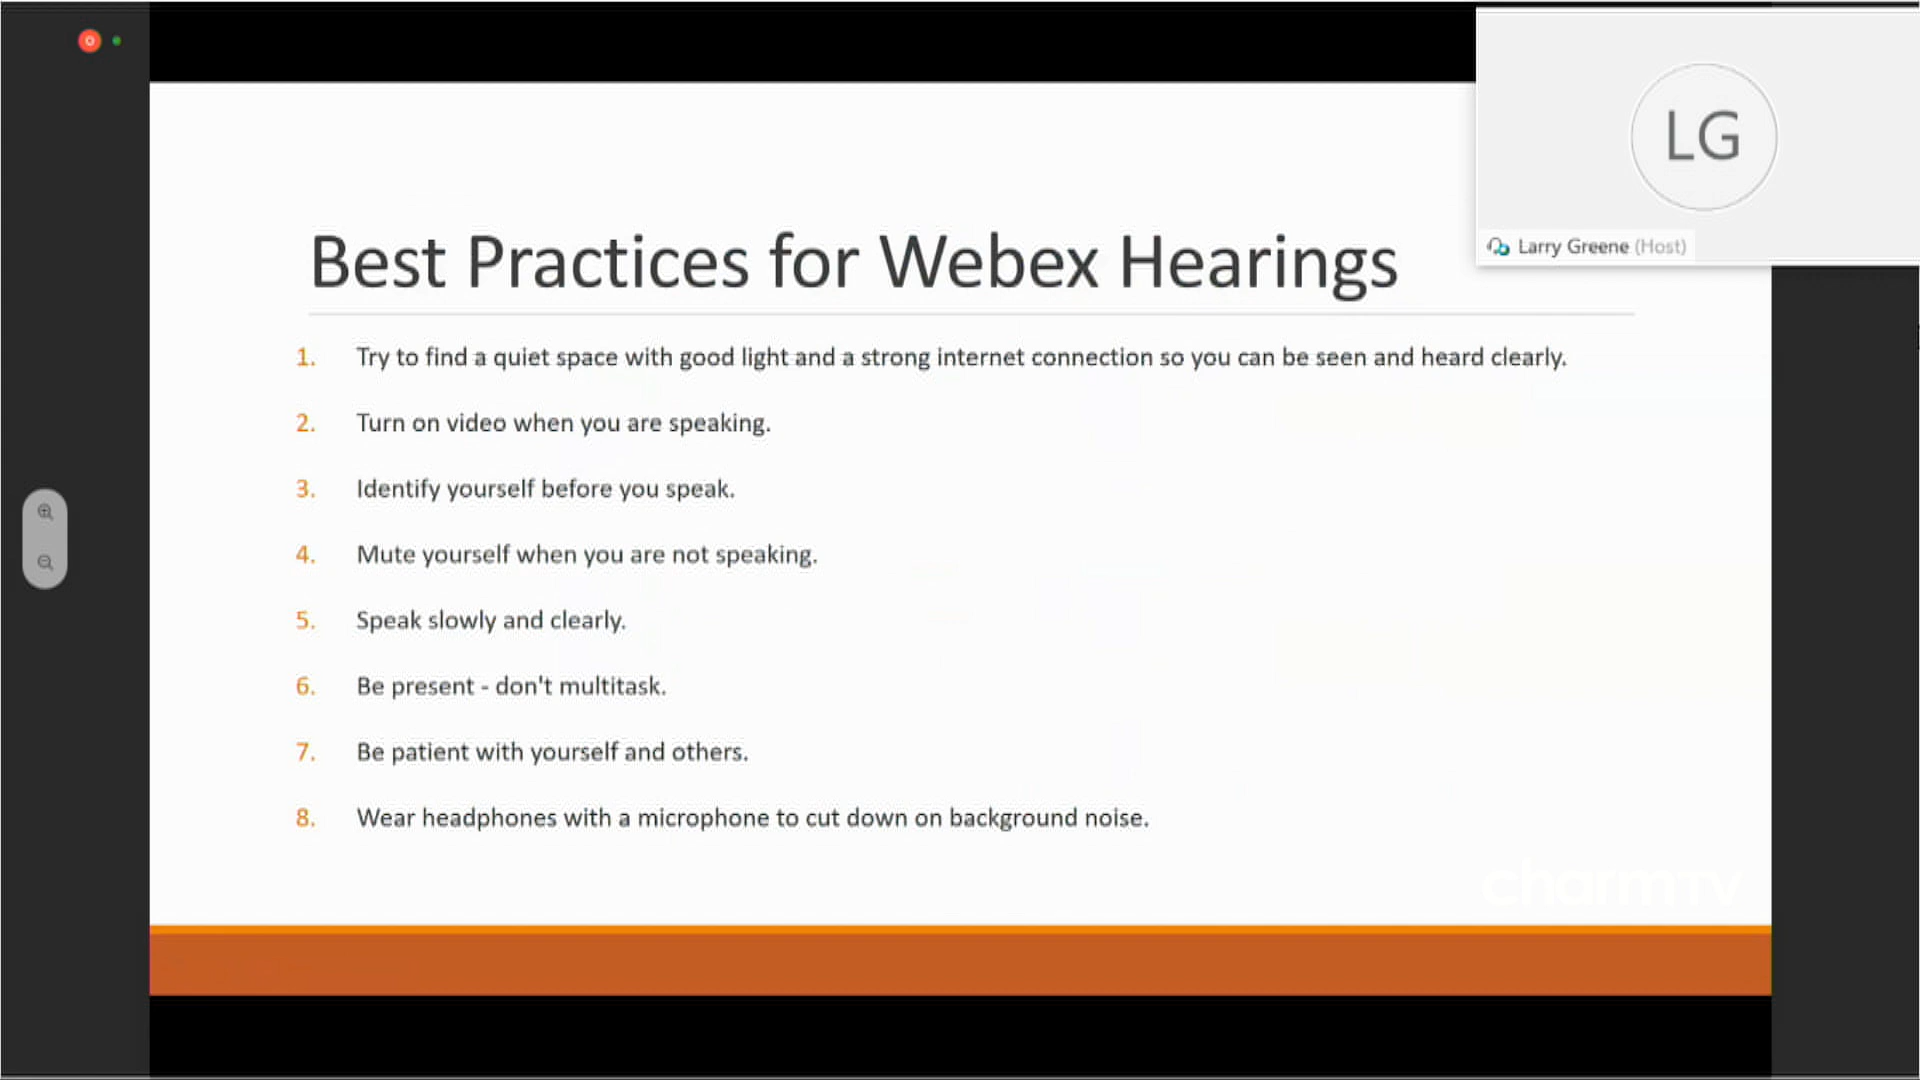 LG
Larry Greene (Host)
Best Practices for Webex Hearings
1. Try to find a quiet space with good light and a strong internet connection so you can be seen and heard clearly.
2. Turn on video when you are speaking.
3. Identify yourself before you speak.
4. Mute yourself when you are not speaking.
5. Speak slowly and clearly.
6. Be present - don't multitask.
7. Be patient with yourself and others.
8. Wear headphones with a microphone to cut down on background noise.
charmTV